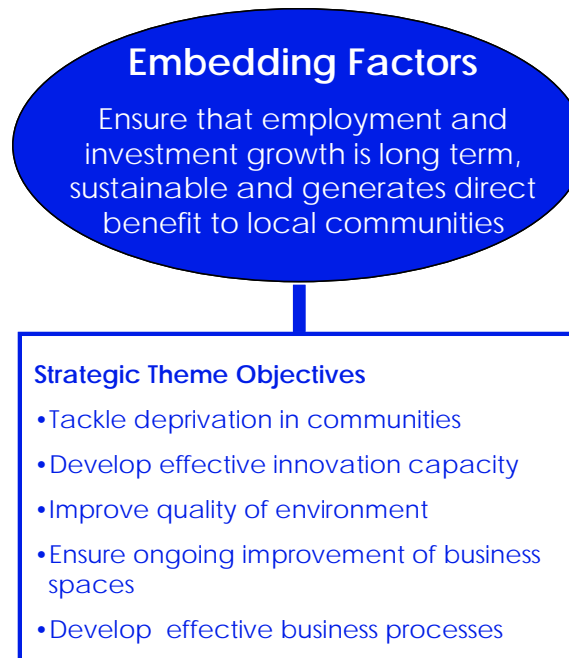 Embedding Factors
Ensure that employment and
investment growth is long term,
sustainable and generates direct
benefit to local communities
Strategic Theme Objectives
•Tackle deprivation in communities
•Develop effective innovation capacity
•Improve quality of environment
•Ensure ongoing improvement of business
spaces
•Develop  effective business processes